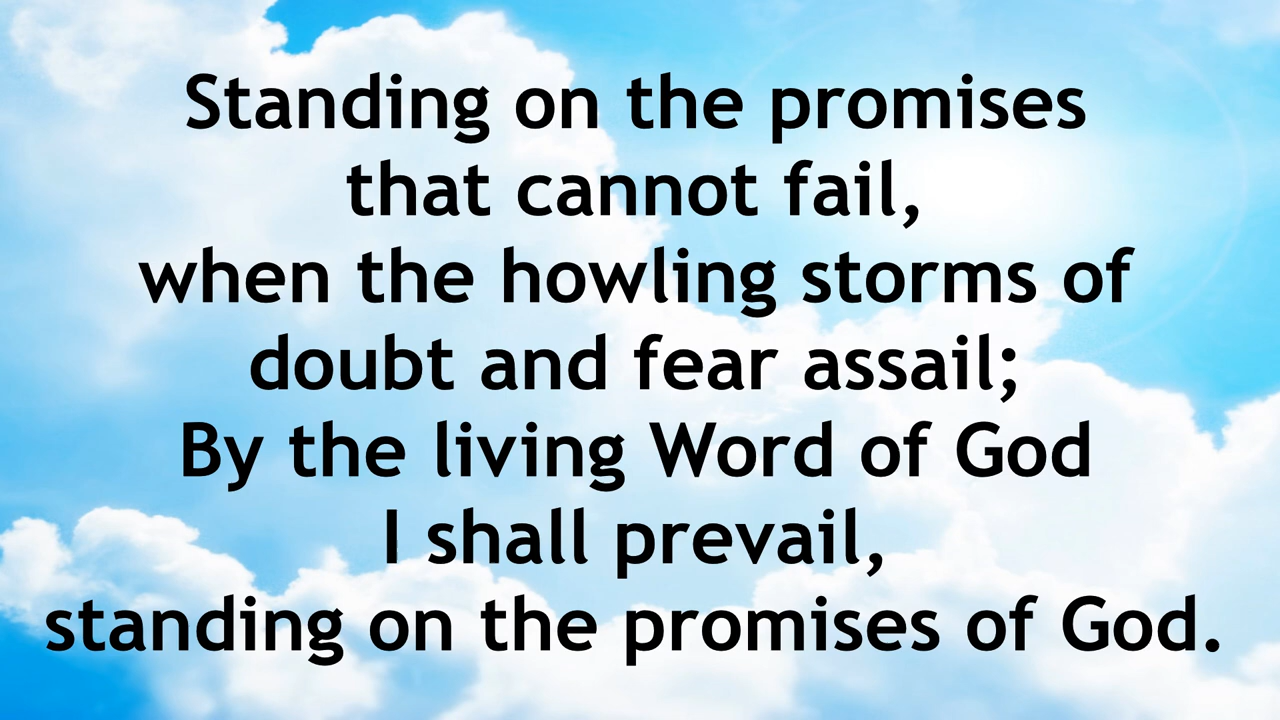 Standing on the promises
that cannot fail,
when the howling storms of
doubt and fear assail;
By the living Word of God
I shall prevail,
standing on the promises of God.